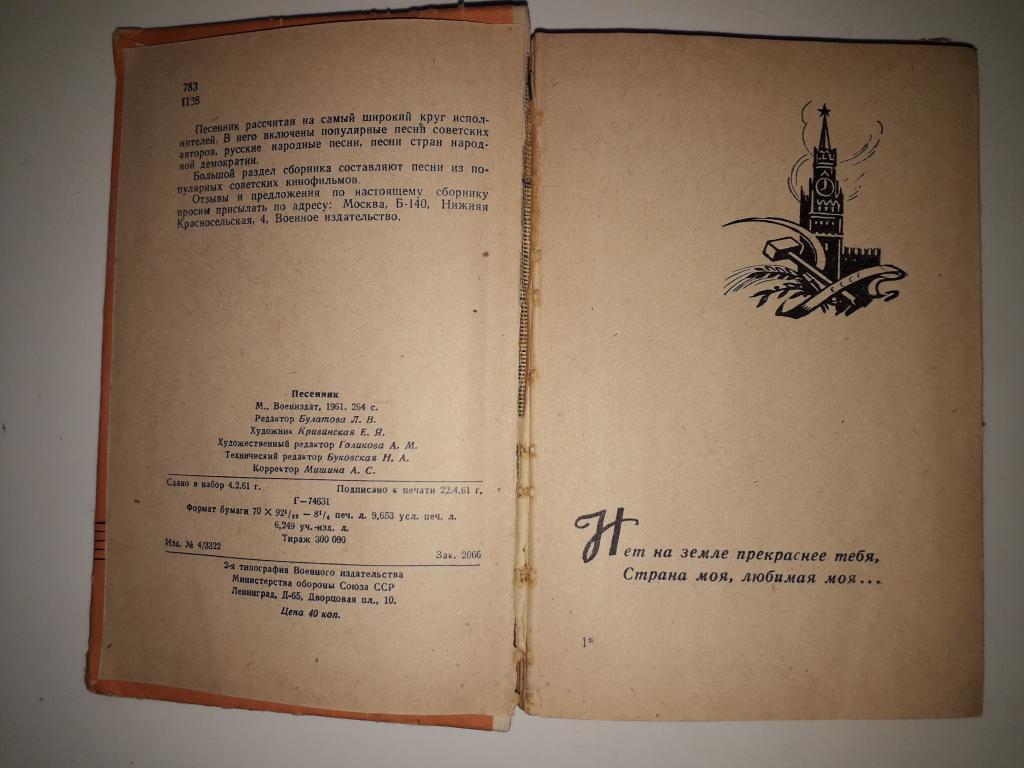 783
П28
Песенник рассчитан на самый широкий круг испол-
нителей. В него включены популярные песни советских
авторов, русские народные песни, песни стран народ-
ной демократии.
Большой раздел сборника составляют песни из по-
пулярных советских кинофильмов.
Отзывы и предложения по настоящему сборнику
просим присылать по адресу: Москва, Б-140, Нижняя
Красносельская, 4, Военное издательство.
Песенник
М., Воениздат, 1961. 264 с.
Редактор Булатова Л. В.
Художник Кривинская Е. Я.
Художественный редактор Голикова А. М.
Технический редактор Буковская Н. А.
Корректор Мишина А. С.
Сдано в набор 4.2.61 г. Подписано к печати 22.4.61 г.
Г—74631
Формат бумаги 70 × 92¹/₃₂ — 8¹/₄ печ. л. 9,653 усл. печ. л.
6,249 уч.-изд. л.
Тираж 300 000
Изд. № 4/3322 Зак. 2066
2-я типография Военного издательства
Министерства обороны Союза ССР
Ленинград, Д-65, Дворцовая пл., 10.
Цена 40 коп.
СССР
Нет на земле прекраснее тебя,
Страна моя, любимая моя...
1*